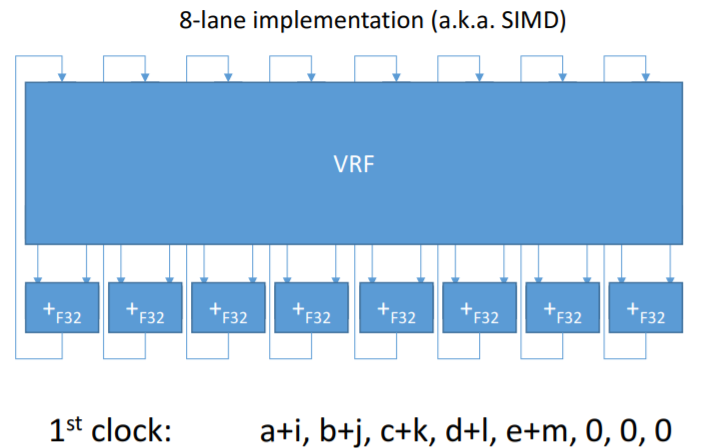 8-lane implementation (a.k.a. SIMD)
VRF
+F32 +F32 +F32 +F32 +F32 +F32 +F32 +F32
1st clock: a+i, b+j, c+k, d+l, e+m, 0, 0, 0